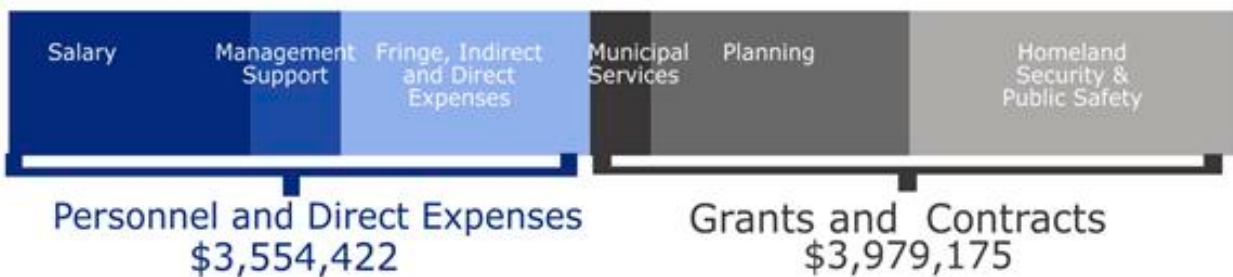 Salary
Management
Support
Fringe, Indirect
and Direct
Expenses
Municipal
Services
Planning
Homeland
Security &
Public Safety
Personnel and Direct Expenses
$3,554,422
Grants and Contracts
$3,979,175